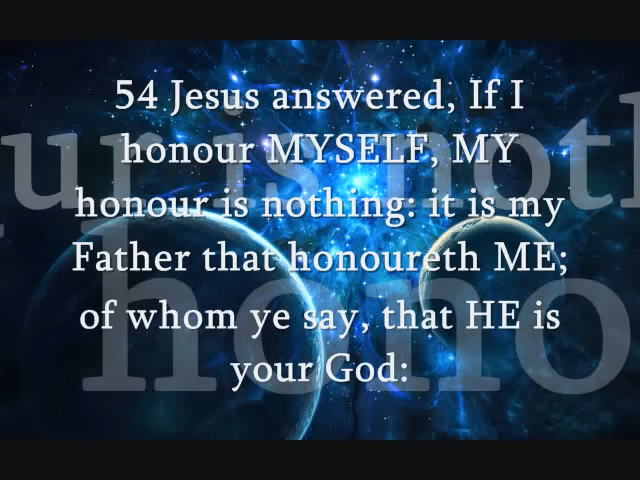 54 Jesus answered, If I
honour MYSELF, MY
honour is nothing: it is my
Father that honoureth ME;
of whom ye say, that HE is
your God: